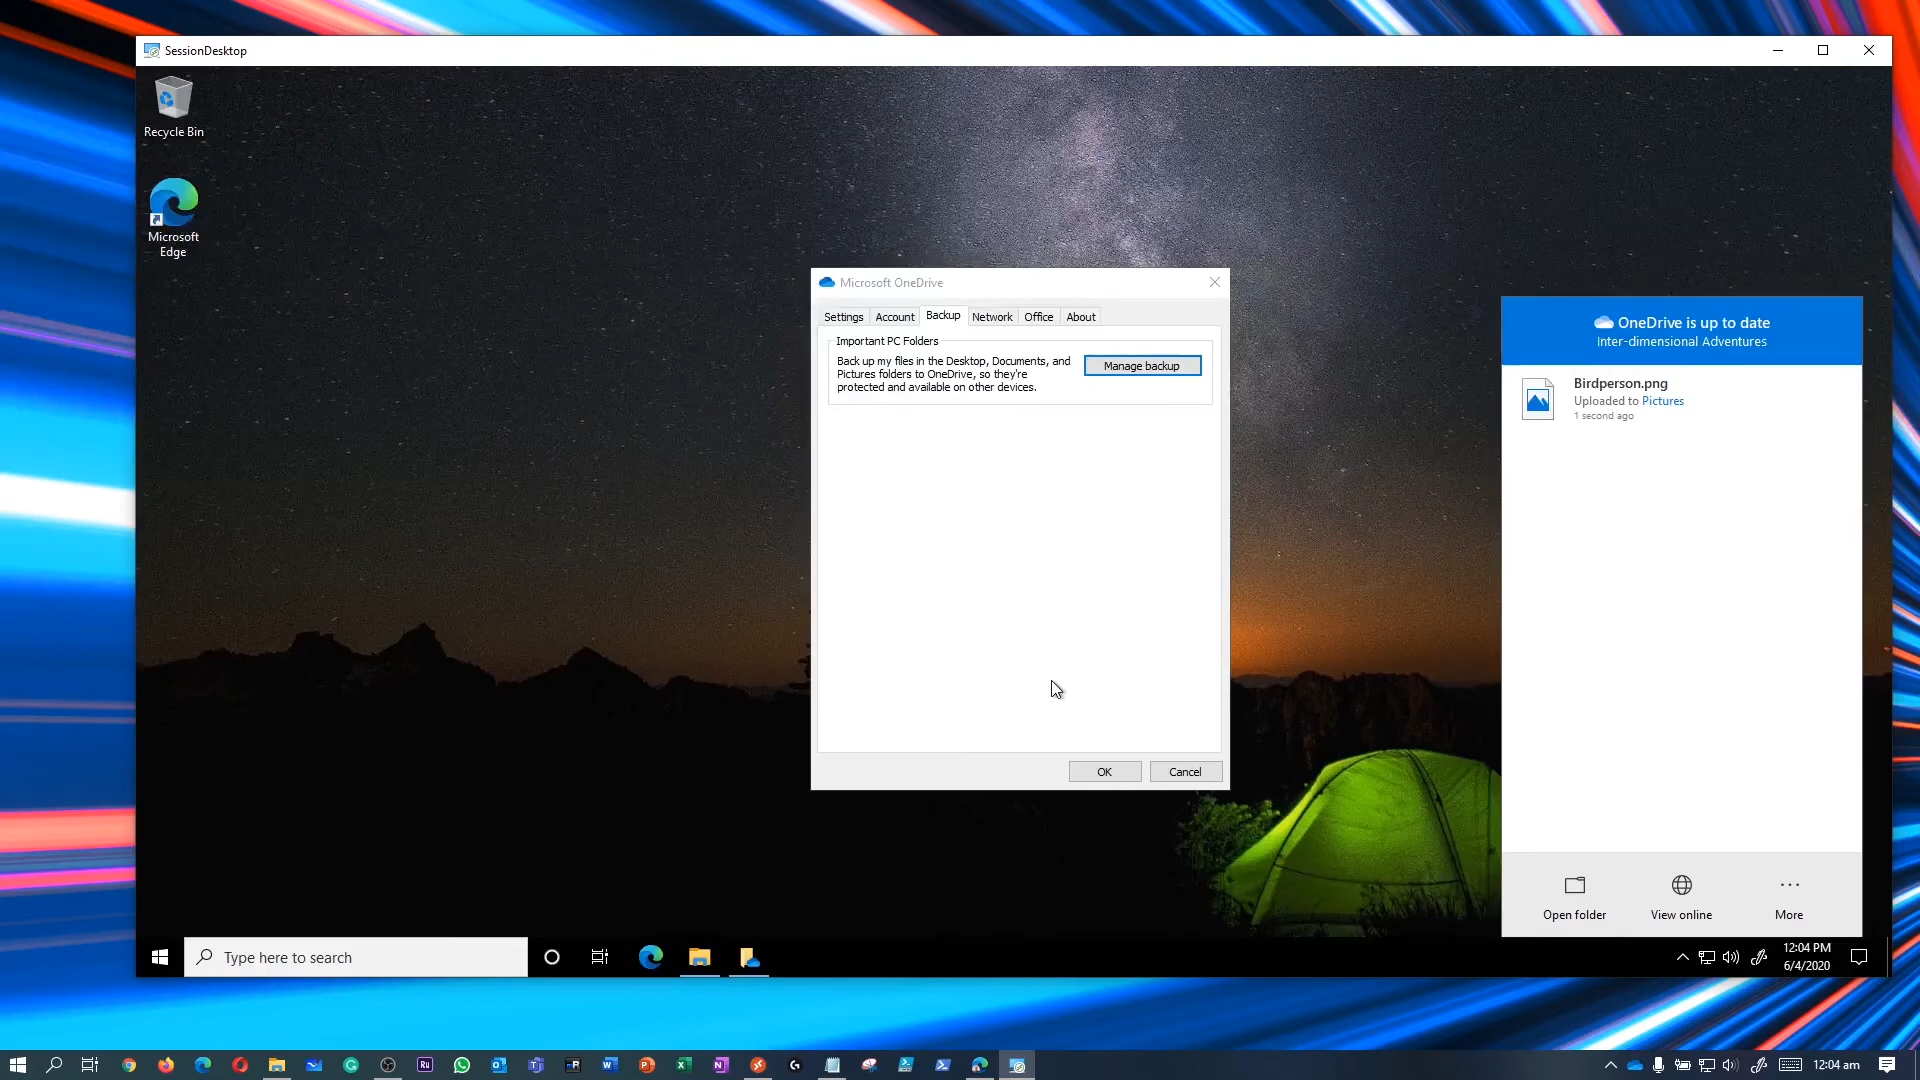 SessionDesktop
Recycle Bin
Microsoft
Edge
Microsoft OneDrive
Settings
Account
Backup
Network
Office
About
Important PC Folders
Back up my files in the Desktop, Documents, and
Pictures folders to OneDrive, so they're
protected and available on other devices.
Manage backup
OK
Cancel
OneDrive is up to date
Inter-dimensional Adventures
Birdperson.png
Uploaded to Pictures
1 second ago
Open folder
View online
More
Type here to search
12:04 PM
6/4/2020
12:04 am